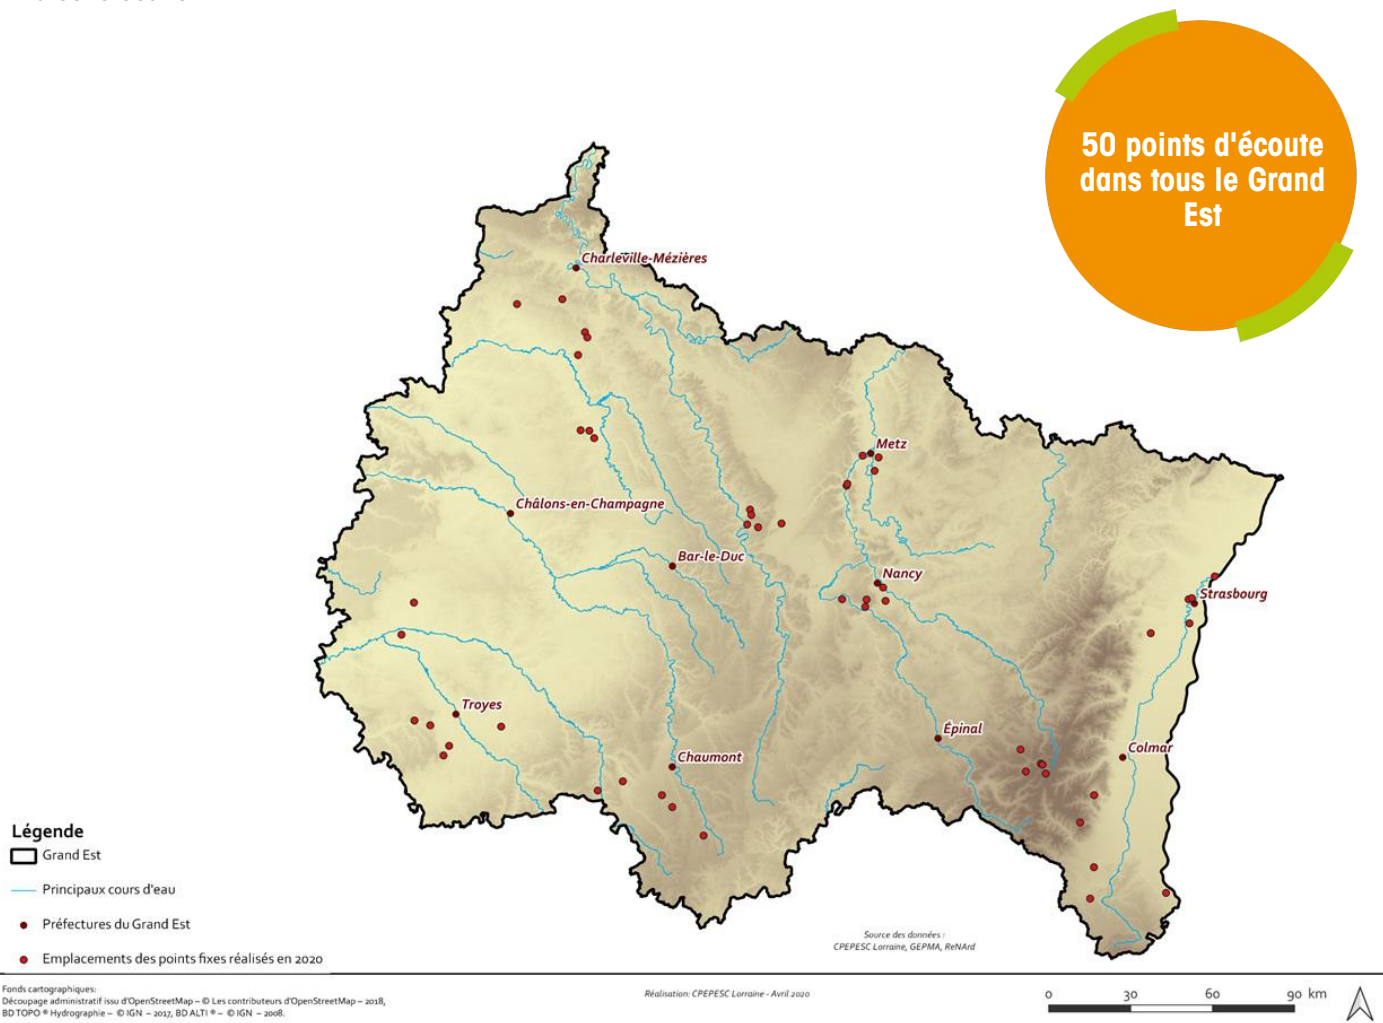 50 points d'écoute
dans tous le Grand
Est
Charleville-Mézières
Metz
Châlons-en-Champagne
Bar-le-Duc
Nancy
Strasbourg
Troyes
Épinal
Colmar
Chaumont
Légende
Grand Est
Principaux cours d'eau
Préfectures du Grand Est
Emplacements des points fixes réalisés en 2020
Source des données :
CPEPESC Lorraine, GEPMA, ReNArd
Fonds cartographiques:
Découpage administratif issu d'OpenStreetMap – © Les contributeurs d'OpenStreetMap – 2018,
BD TOPO ® Hydrographie – © IGN – 2017, BD ALTI ® – © IGN – 2008.
Réalisation: CPEPESC Lorraine - Avril 2020
0 30 60 90 km